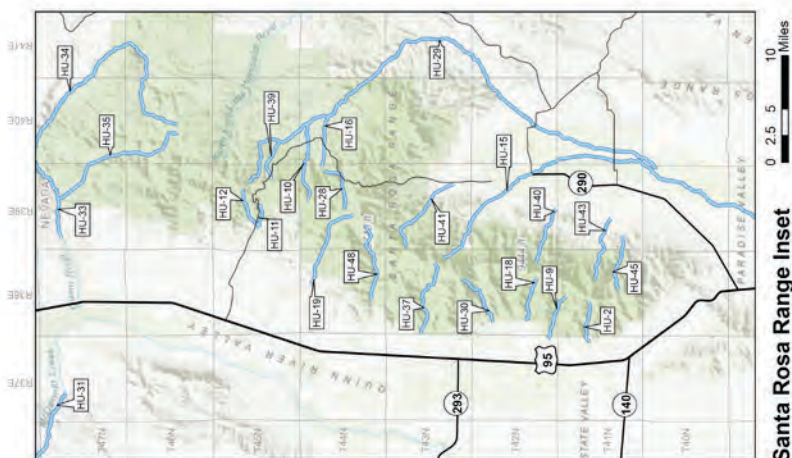 R37E
R38E
R39E
R40E
R41E
NEVADA
HU-31
HU-33
HU-34
McDermitt Creek
T47N
HU-35
T46N
QUINN RIVER VALLEY
HU-12
HU-11
HU-39
T45N
HU-10
HU-19
HU-28
HU-16
T44N
HU-48
SANTA ROSA RANGE
HU-37
HU-41
HU-29
T43N
293
HU-30
HU-15
HU-18
T42N
HU-40
HU-9
95
290
HU-2
HU-43
T41N
HU-45
140
T40N
PARADISE VALLEY
0 2.5 5 10
Miles
Santa Rosa Range Inset